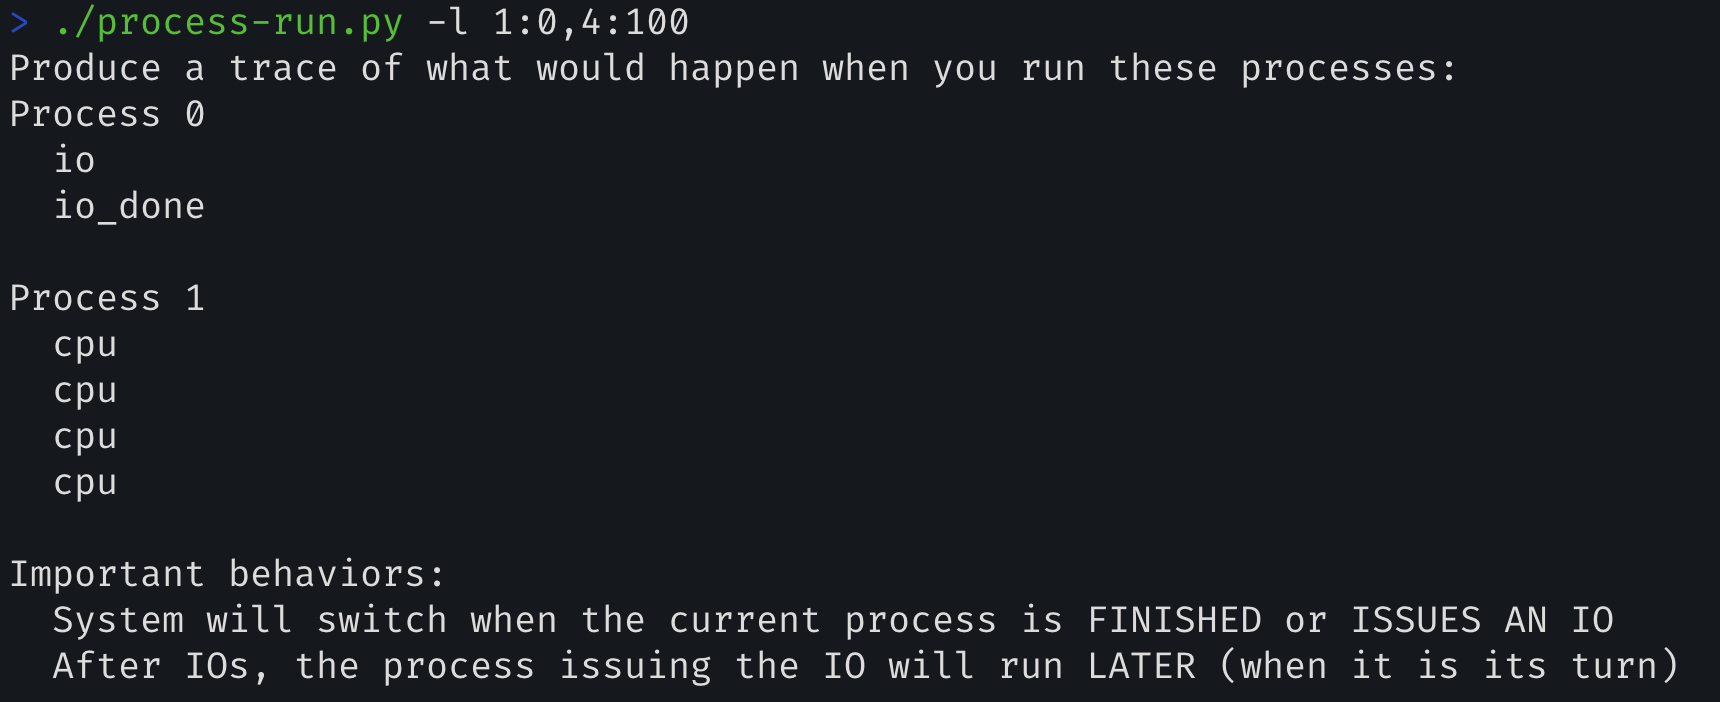 > ./process-run.py -l 1:0,4:100
Produce a trace of what would happen when you run these processes:
Process 0
  io
  io_done

Process 1
  cpu
  cpu
  cpu
  cpu

Important behaviors:
  System will switch when the current process is FINISHED or ISSUES AN IO
  After IOs, the process issuing the IO will run LATER (when it is its turn)